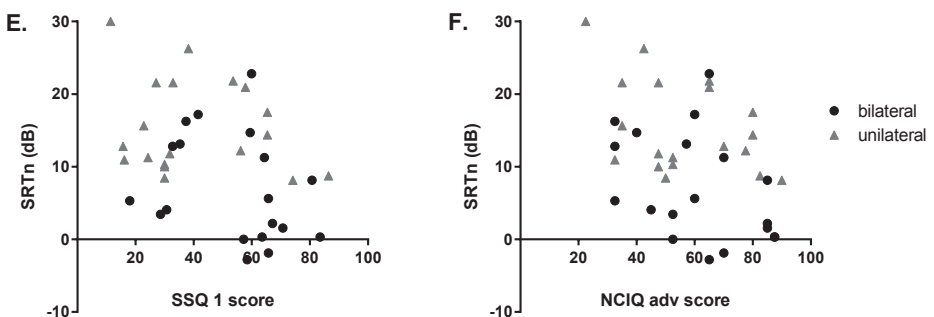 E.
30
20
10
0
-10
SRTn (dB)
20 40 60 80 100
SSQ 1 score
F.
30
20
10
0
-10
SRTn (dB)
20 40 60 80 100
NCIQ adv score
bilateral
unilateral